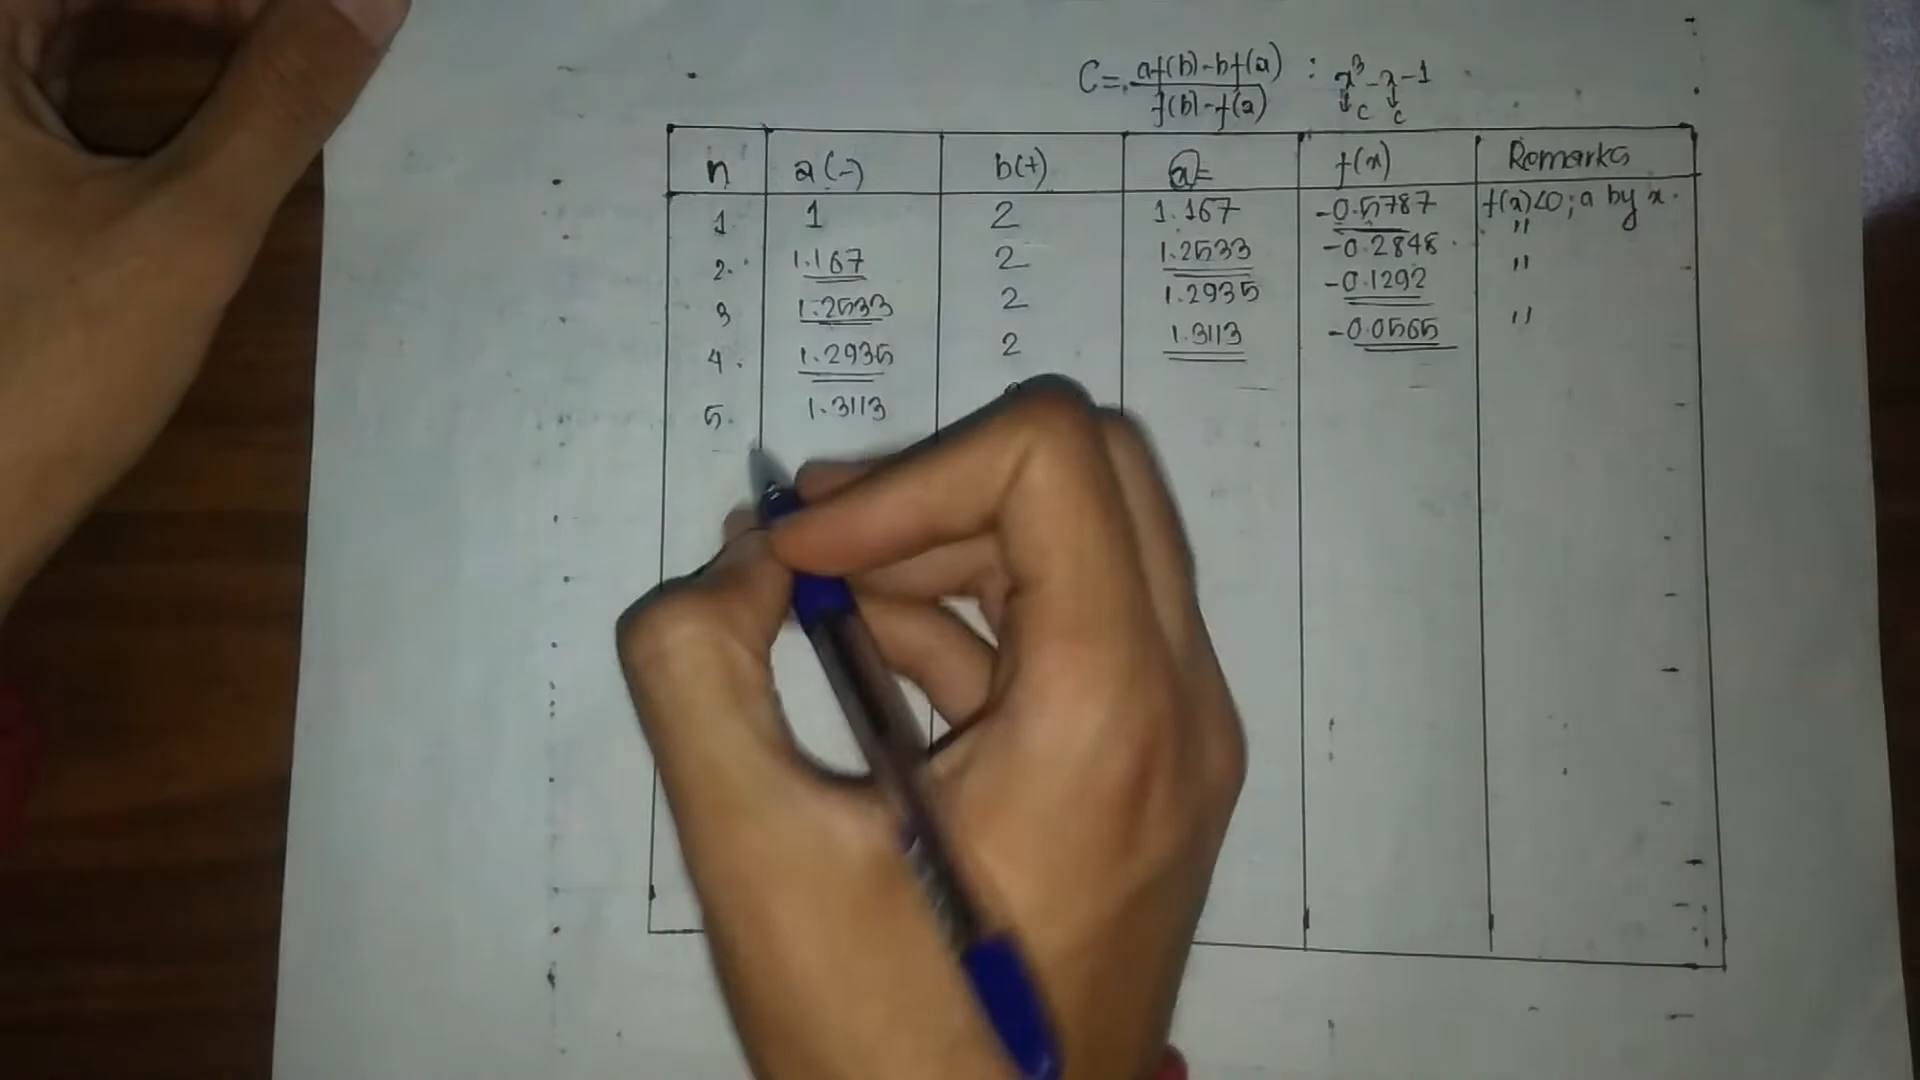 C = af(b)-bf(a) / f(b)-f(a) : x³-x-1
↓c ↓c
n a(-) b(+) x= f(x) Remarks
1. 1 2 1.167 -0.5787 f(x)<0; a by x.
2. 1.167 2 1.2533 -0.2848 "
3 1.2533 2 1.2935 -0.1292 "
4. 1.2935 2 1.3113 -0.0565 "
5. 1.3113